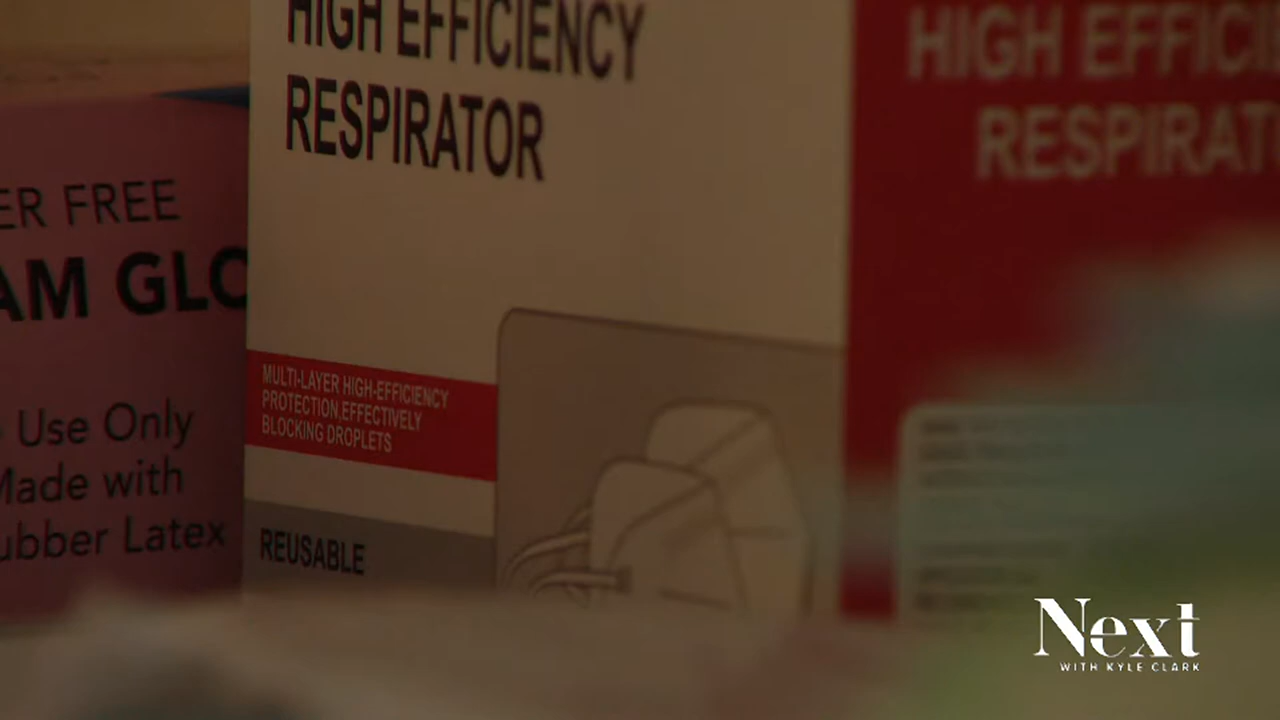 ER FREE
AM GLO
Use Only
Made with
ubber Latex
HIGH EFFICIENCY
RESPIRATOR
MULTI-LAYER HIGH-EFFICIENCY
PROTECTION,EFFECTIVELY
BLOCKING DROPLETS
REUSABLE
HIGH EFFICI
RESPIRAT
Next
WITH KYLE CLARK